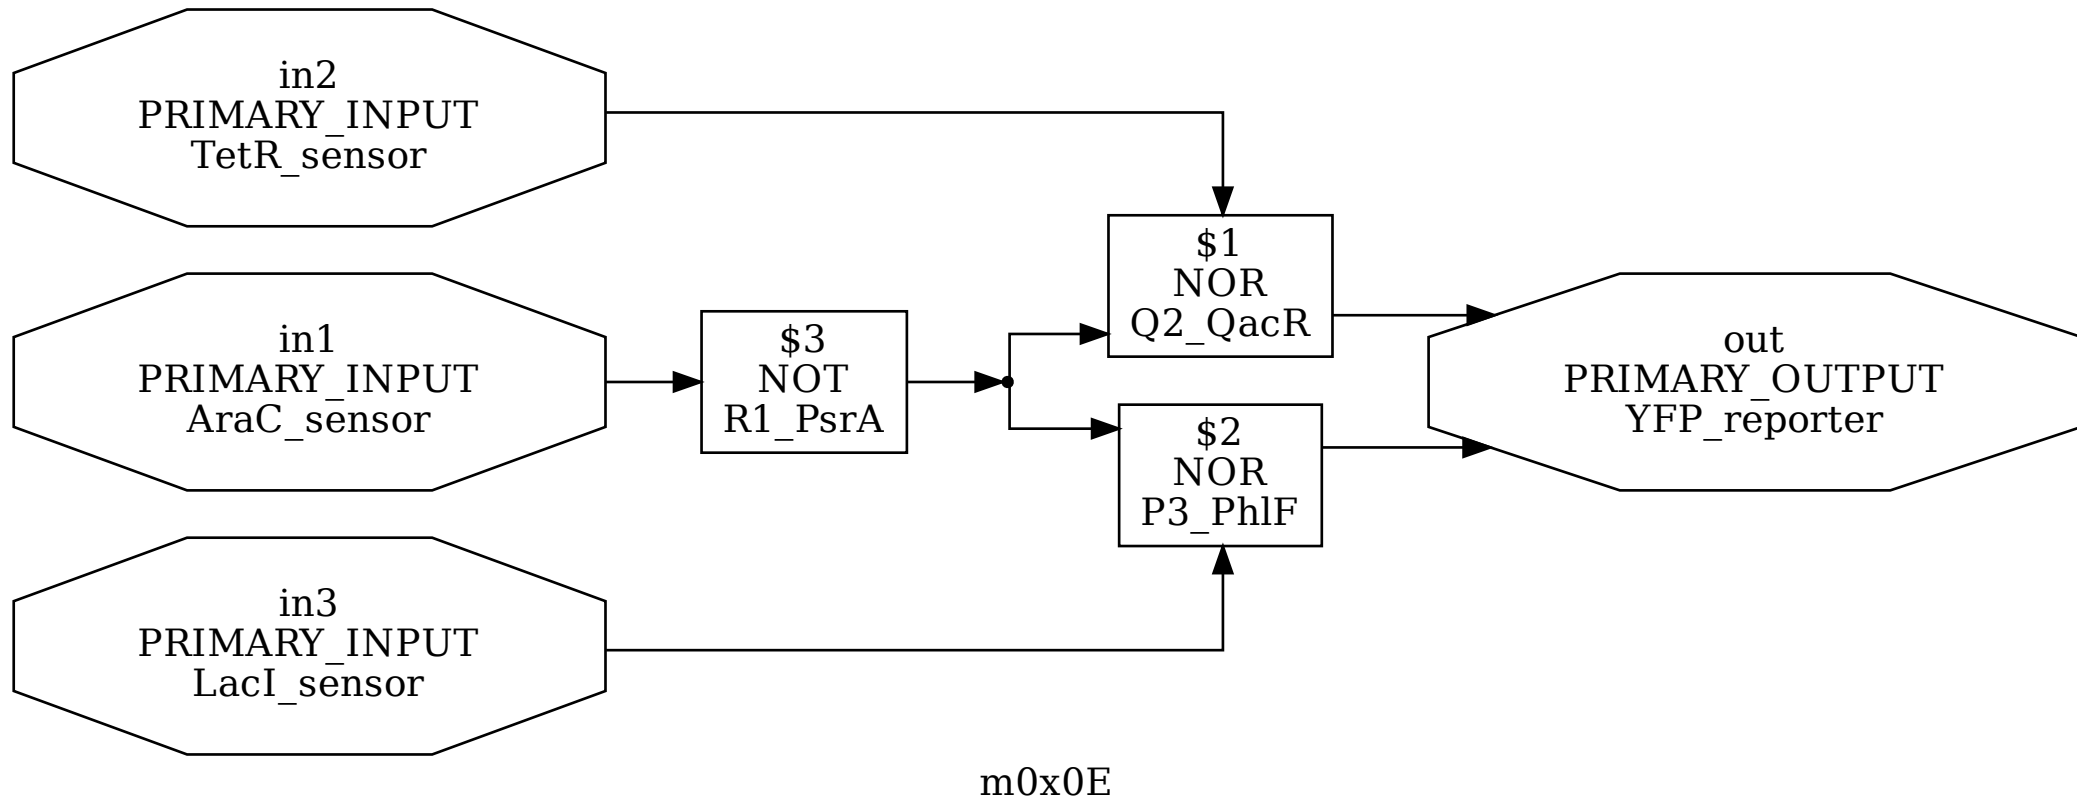 in2
PRIMARY_INPUT
TetR_sensor
in1
PRIMARY_INPUT
AraC_sensor
in3
PRIMARY_INPUT
LacI_sensor
$3
NOT
R1_PsrA
$1
NOR
Q2_QacR
$2
NOR
P3_PhlF
out
PRIMARY_OUTPUT
YFP_reporter
m0x0E